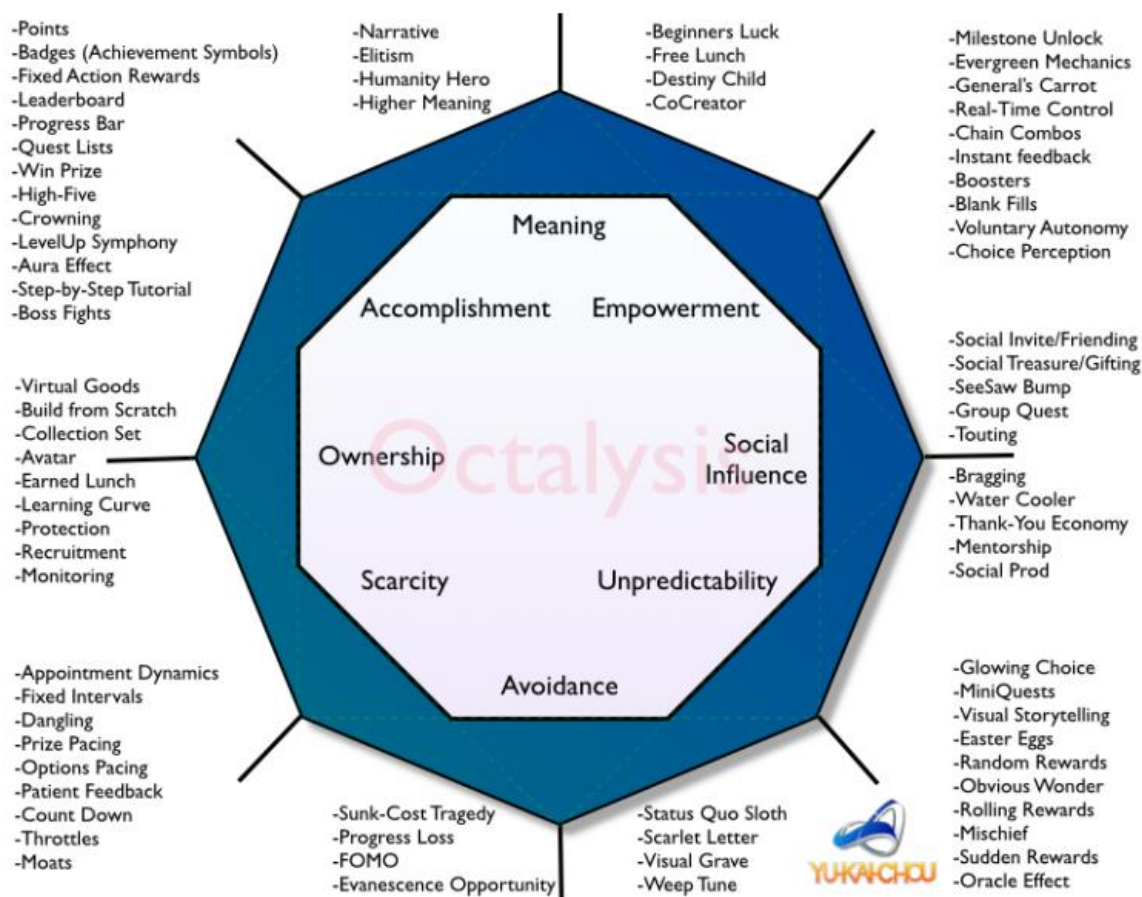 -Points
-Badges (Achievement Symbols)
-Fixed Action Rewards
-Leaderboard
-Progress Bar
-Quest Lists
-Win Prize
-High-Five
-Crowning
-LevelUp Symphony
-Aura Effect
-Step-by-Step Tutorial
-Boss Fights
-Narrative
-Elitism
-Humanity Hero
-Higher Meaning
-Beginners Luck
-Free Lunch
-Destiny Child
-CoCreator
-Milestone Unlock
-Evergreen Mechanics
-General's Carrot
-Real-Time Control
-Chain Combos
-Instant feedback
-Boosters
-Blank Fills
-Voluntary Autonomy
-Choice Perception
Meaning
Accomplishment
Empowerment
Ownership
Octalysis
Social
Influence
Scarcity
Unpredictability
Avoidance
-Virtual Goods
-Build from Scratch
-Collection Set
-Avatar
-Earned Lunch
-Learning Curve
-Protection
-Recruitment
-Monitoring
-Social Invite/Friending
-Social Treasure/Gifting
-SeeSaw Bump
-Group Quest
-Touting
-Bragging
-Water Cooler
-Thank-You Economy
-Mentorship
-Social Prod
-Appointment Dynamics
-Fixed Intervals
-Dangling
-Prize Pacing
-Options Pacing
-Patient Feedback
-Count Down
-Throttles
-Moats
-Sunk-Cost Tragedy
-Progress Loss
-FOMO
-Evanescence Opportunity
-Status Quo Sloth
-Scarlet Letter
-Visual Grave
-Weep Tune
YU-KAI-CHOU
-Glowing Choice
-MiniQuests
-Visual Storytelling
-Easter Eggs
-Random Rewards
-Obvious Wonder
-Rolling Rewards
-Mischief
-Sudden Rewards
-Oracle Effect